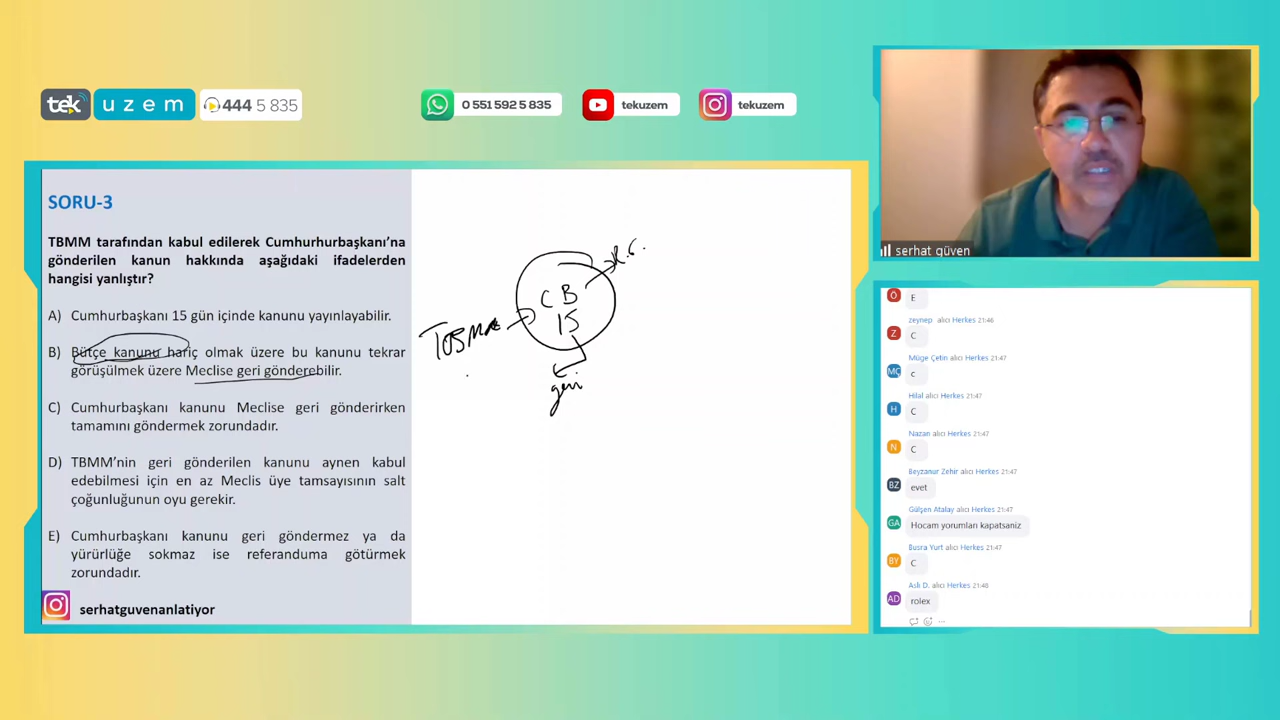 tek uzem 444 5 835
0 551 592 5 835
tekuzem
tekuzem
SORU-3
TBMM tarafından kabul edilerek Cumhurhurbaşkanı’na
gönderilen kanun hakkında aşağıdaki ifadelerden
hangisi yanlıştır?
A) Cumhurbaşkanı 15 gün içinde kanunu yayınlayabilir.
B) Bütçe kanunu hariç olmak üzere bu kanunu tekrar
görüşülmek üzere Meclise geri gönderebilir.
C) Cumhurbaşkanı kanunu Meclise geri gönderirken
tamamını göndermek zorundadır.
D) TBMM’nin geri gönderilen kanunu aynen kabul
edebilmesi için en az Meclis üye tamsayısının salt
çoğunluğunun oyu gerekir.
E) Cumhurbaşkanı kanunu geri göndermez ya da
yürürlüğe sokmaz ise referanduma götürmek
zorundadır.
serhatguvenanlatiyor
R.G.
CB
15
geri
serhat güven
Ö E
zeynep alıcı Herkes 21:46
Z C
Müge Çetin alıcı Herkes 21:47
MÇ c
Hilal alıcı Herkes 21:47
H C
Nazan alıcı Herkes 21:47
N C
Beyzanur Zehir alıcı Herkes 21:47
BZ evet
Gülşen Atalay alıcı Herkes 21:47
GA Hocam yorumları kapatsaniz
Busra Yurt alıcı Herkes 21:47
BY C
Aslı D. alıcı Herkes 21:48
AD rolex